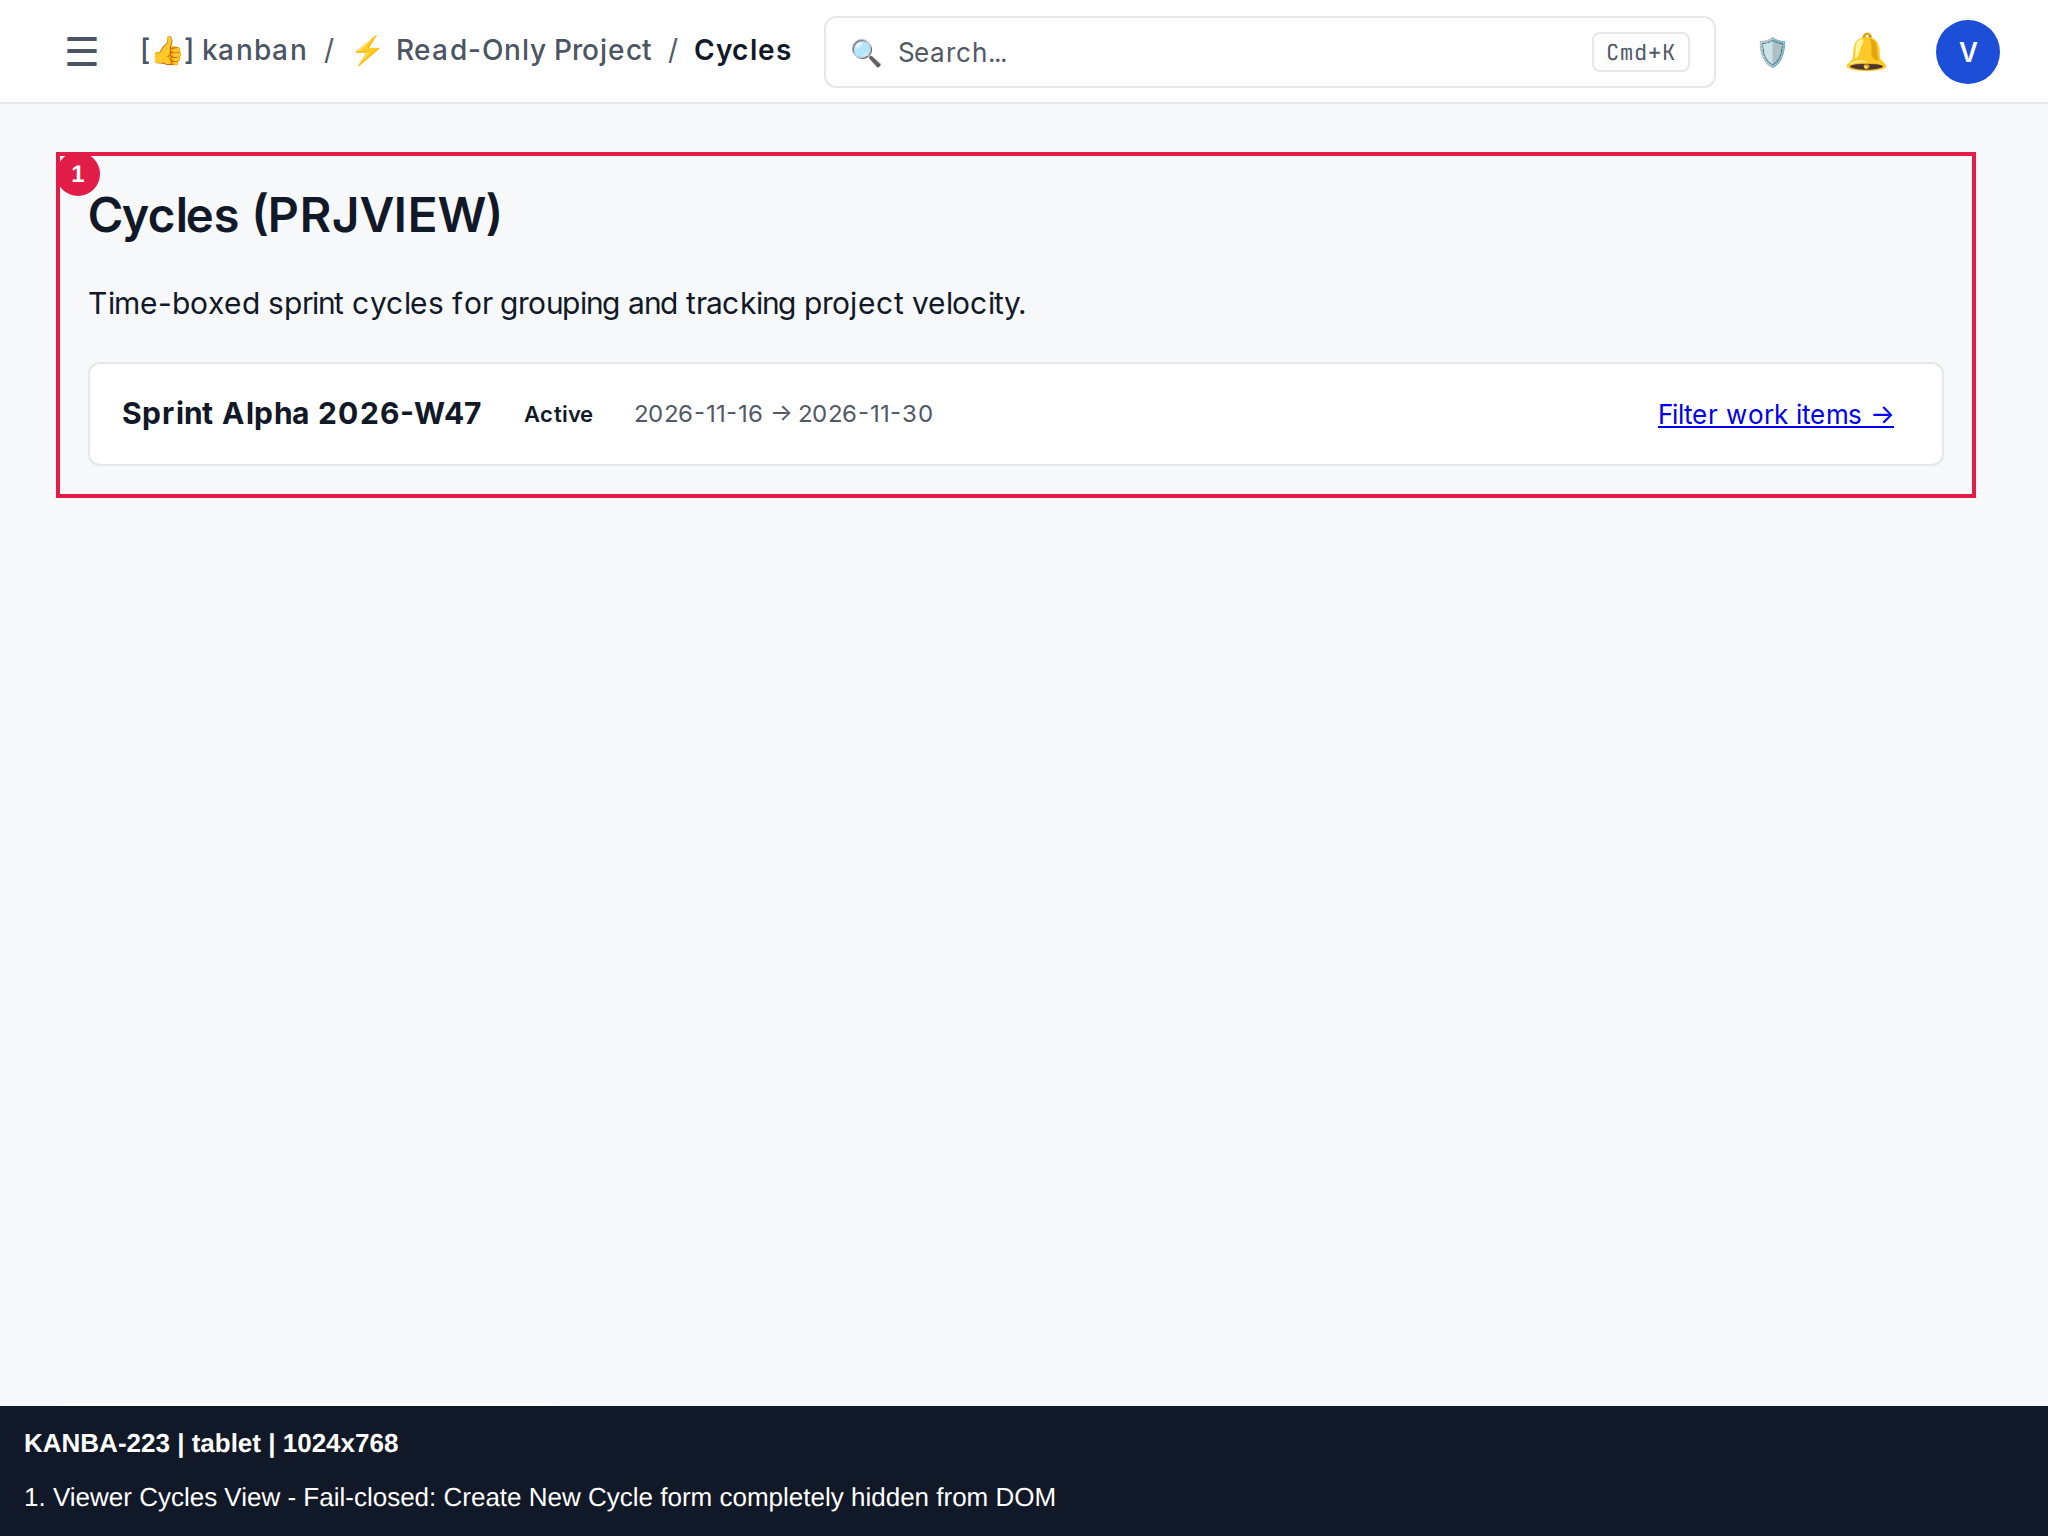 ☰ [👍] kanban / ⚡ Read-Only Project / Cycles 🔍 Search... Cmd+K 🛡️ 🔔 V
1
Cycles (PRJVIEW)
Time-boxed sprint cycles for grouping and tracking project velocity.
Sprint Alpha 2026-W47 Active 2026-11-16 → 2026-11-30 Filter work items →
KANBA-223 | tablet | 1024x768
1. Viewer Cycles View - Fail-closed: Create New Cycle form completely hidden from DOM